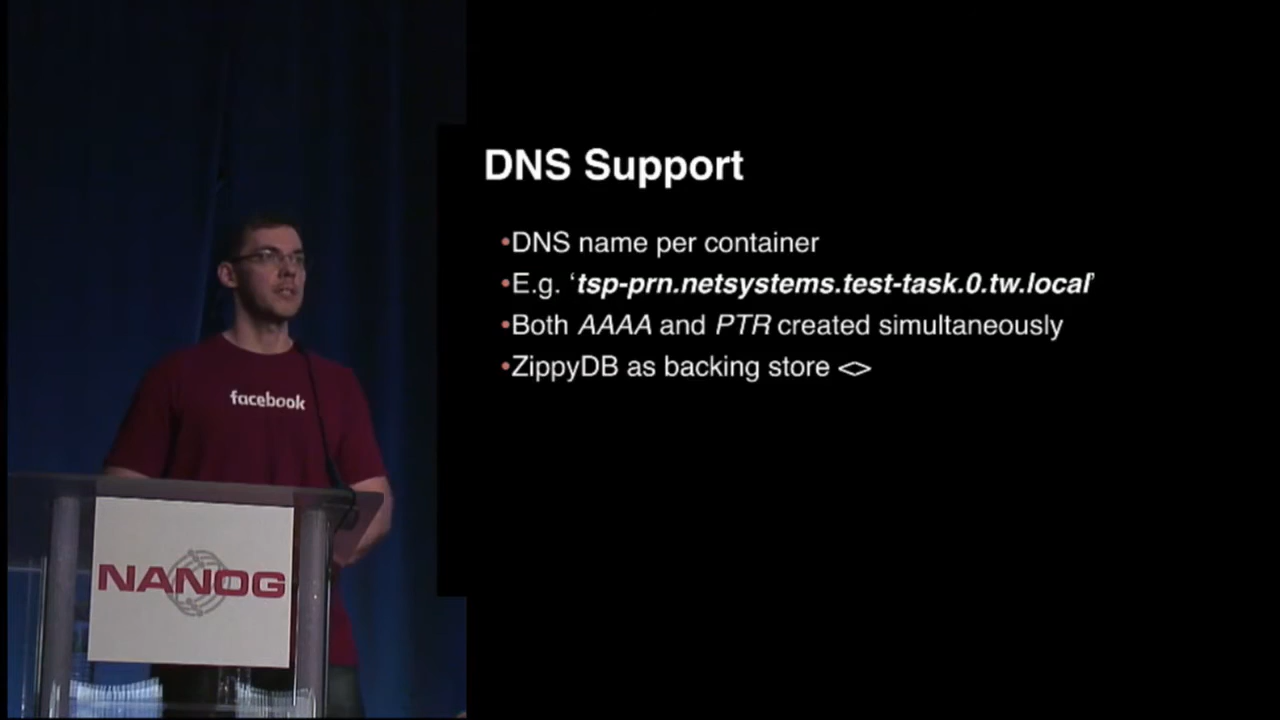 DNS Support
•DNS name per container
•E.g. ‘tsp-prn.netsystems.test-task.0.tw.local’
•Both AAAA and PTR created simultaneously
•ZippyDB as backing store <>
facebook
NANOG